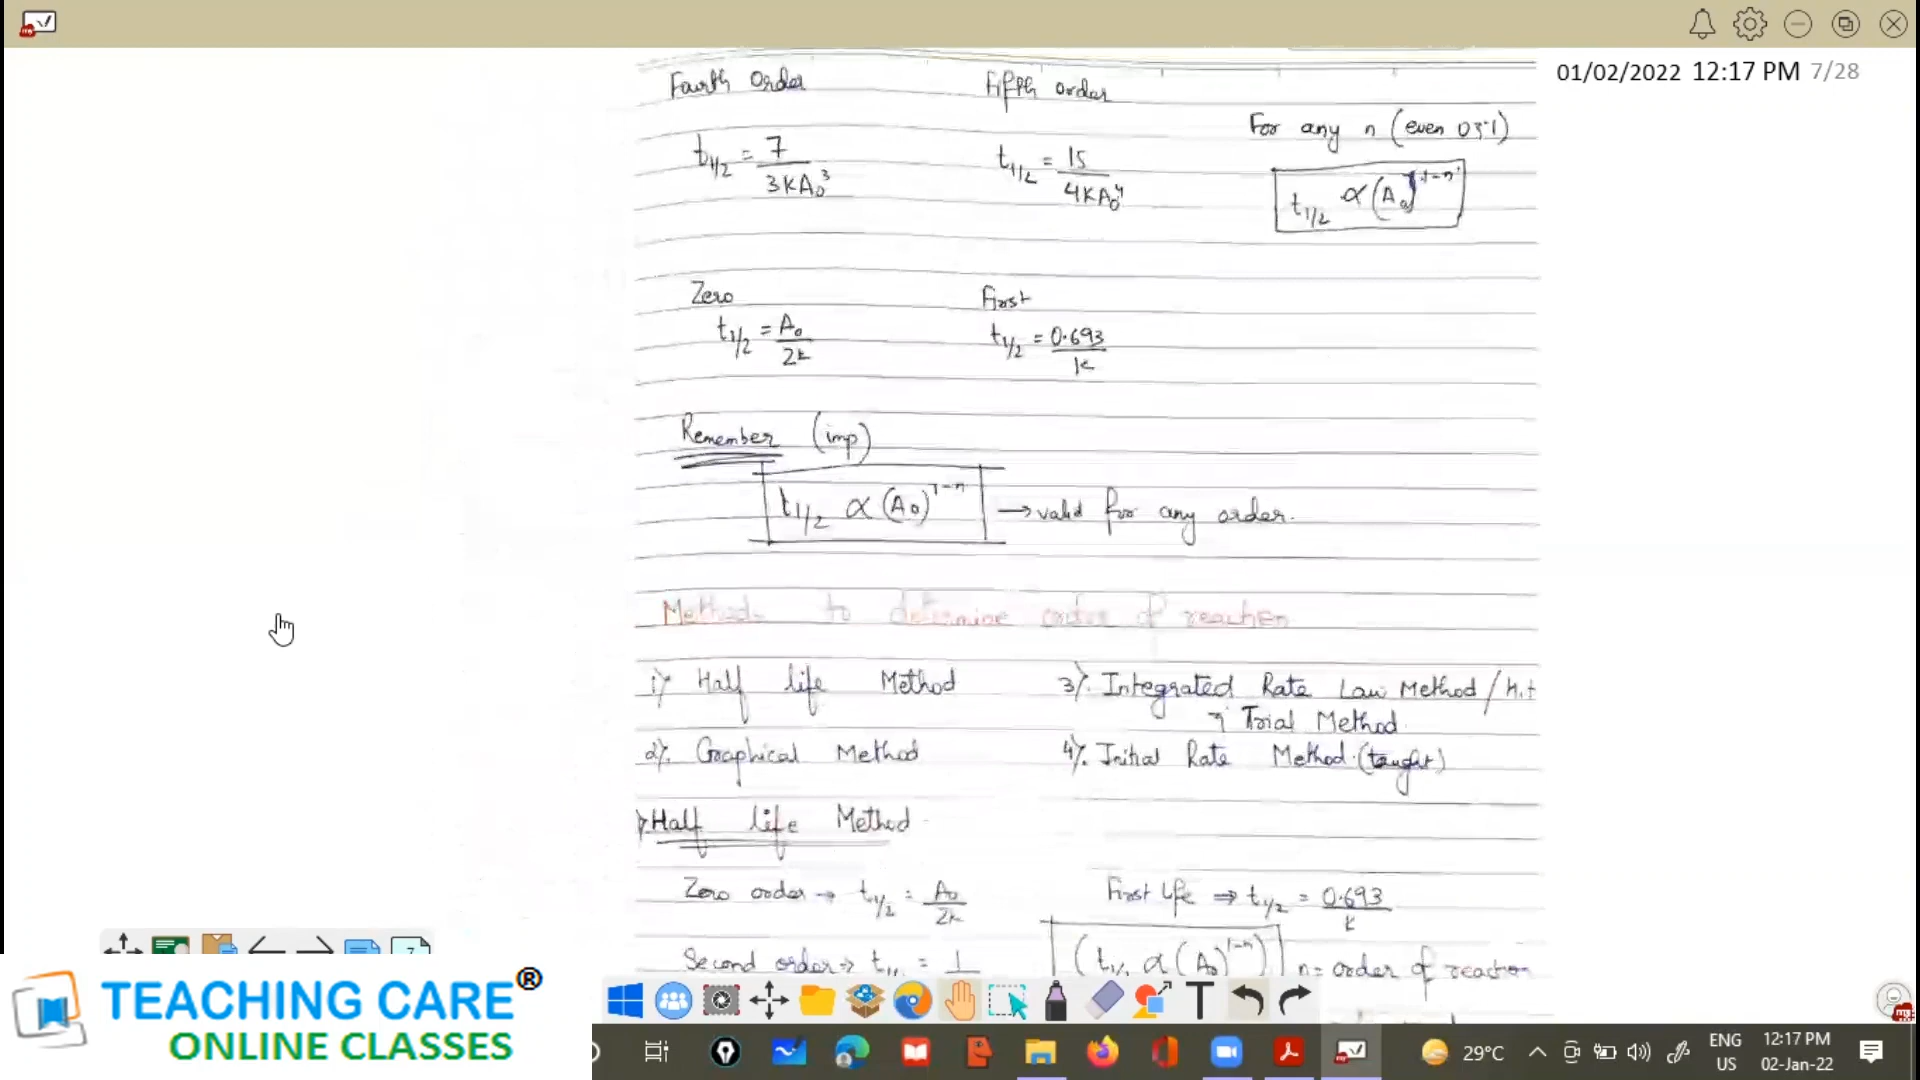 01/02/2022 12:17 PM 7/28
Fourth Order Fifth order
For any n (even 0 & 1)
t1/2 = 7/3kA₀³ t1/2 = 15/4kA₀⁴ t1/2 ∝ (A₀)^1-n
Zero First
t1/2 = A₀/2k t1/2 = 0.693/k
Remember (imp)
t1/2 ∝ (A₀)^1-n → valid for any order.
Methods to determine order of reaction
1) Half life Method 3) Integrated Rate Law Method / hit
n Trial Method
2) Graphical Method 4) Initial Rate Method (taught)
Half life Method
Zero order → t1/2 = A₀/2k First Life ⇒ t1/2 = 0.693/k
Second order → = 1 (t1/2 ∝ (A₀)^1-n) n = order of reaction
7
TEACHING CARE®
ONLINE CLASSES
T
29°C ENG US 12:17 PM 02-Jan-22